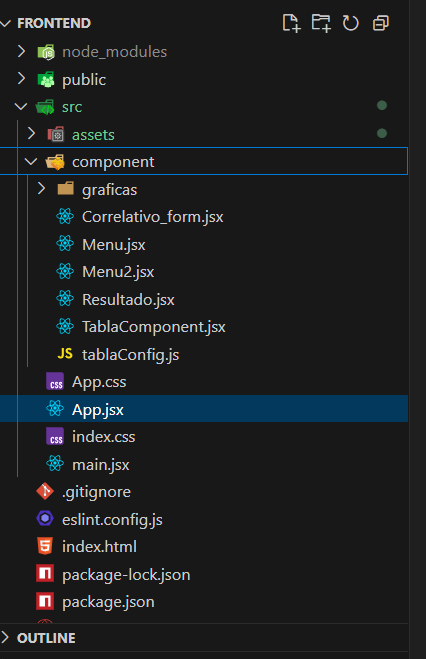 FRONTEND
node_modules
public
src
assets
component
graficas
Correlativo_form.jsx
Menu.jsx
Menu2.jsx
Resultado.jsx
TablaComponent.jsx
JS tablaConfig.js
CSS App.css
App.jsx
CSS index.css
main.jsx
.gitignore
eslint.config.js
index.html
package-lock.json
package.json
OUTLINE